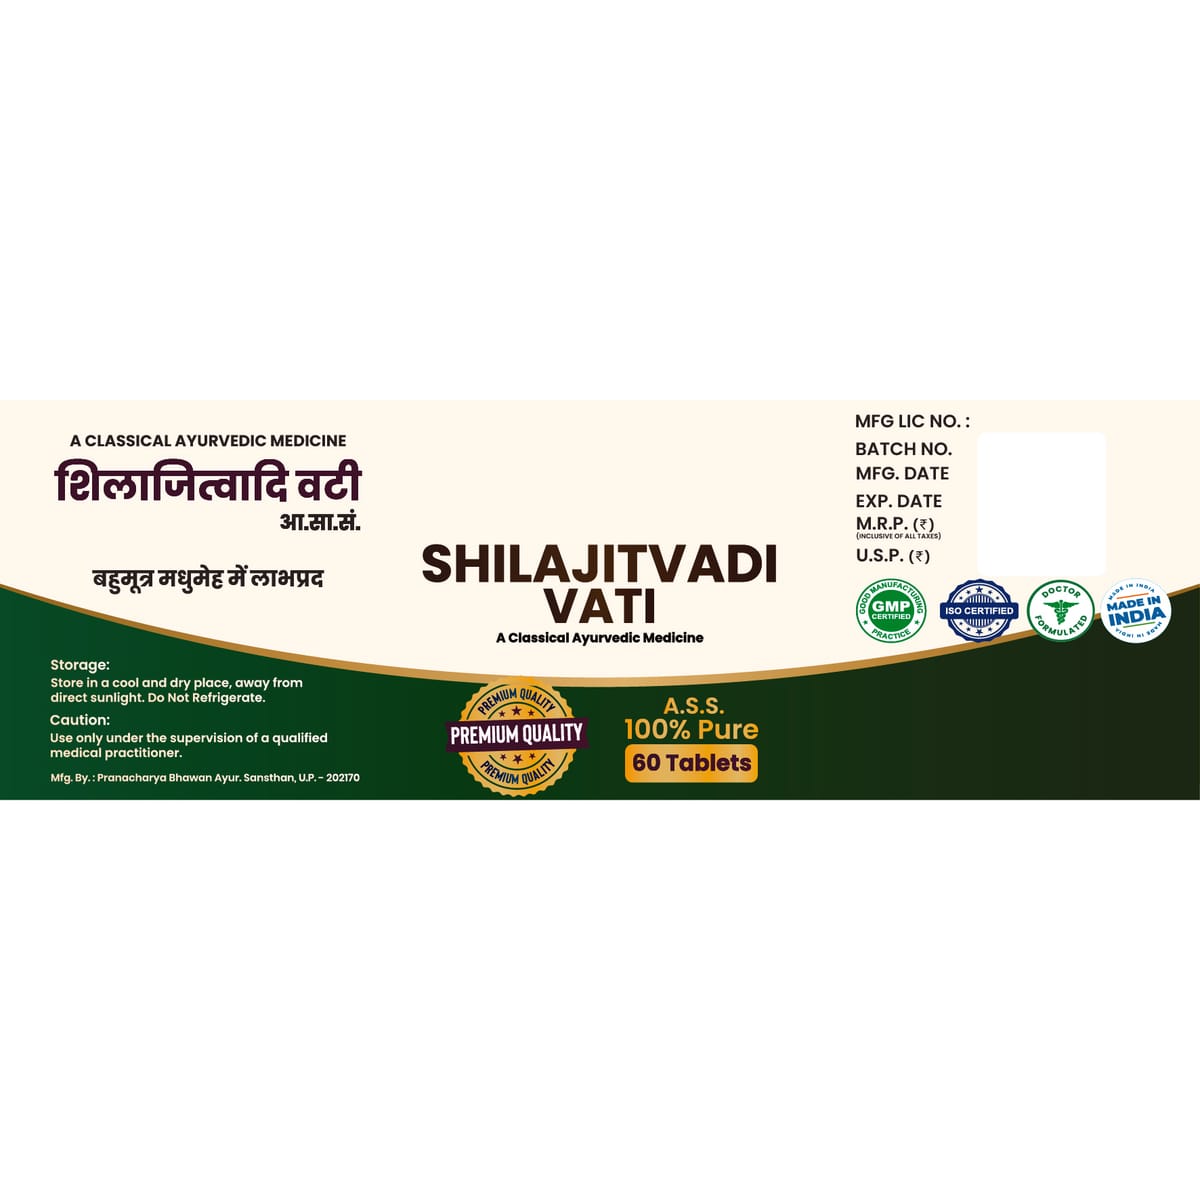 A CLASSICAL AYURVEDIC MEDICINE
शिलाजित्वादि वटी
आ.सा.सं.
बहुमूत्र मधुमेह में लाभप्रद
Storage:
Store in a cool and dry place, away from
direct sunlight. Do Not Refrigerate.
Caution:
Use only under the supervision of a qualified
medical practitioner.
Mfg. By. : Pranacharya Bhawan Ayur. Sansthan, U.P. - 202170
SHILAJITVADI
VATI
A Classical Ayurvedic Medicine
PREMIUM QUALITY
PREMIUM QUALITY
PREMIUM QUALITY
A.S.S.
100% Pure
60 Tablets
MFG LIC NO. :
BATCH NO.
MFG. DATE
EXP. DATE
M.R.P. (₹)
(INCLUSIVE OF ALL TAXES)
U.S.P. (₹)
GOOD MANUFACTURING
GMP
CERTIFIED
PRACTICE
ISO CERTIFIED
DOCTOR
FORMULATED
MADE IN INDIA
MADE IN
INDIA
MADE IN INDIA